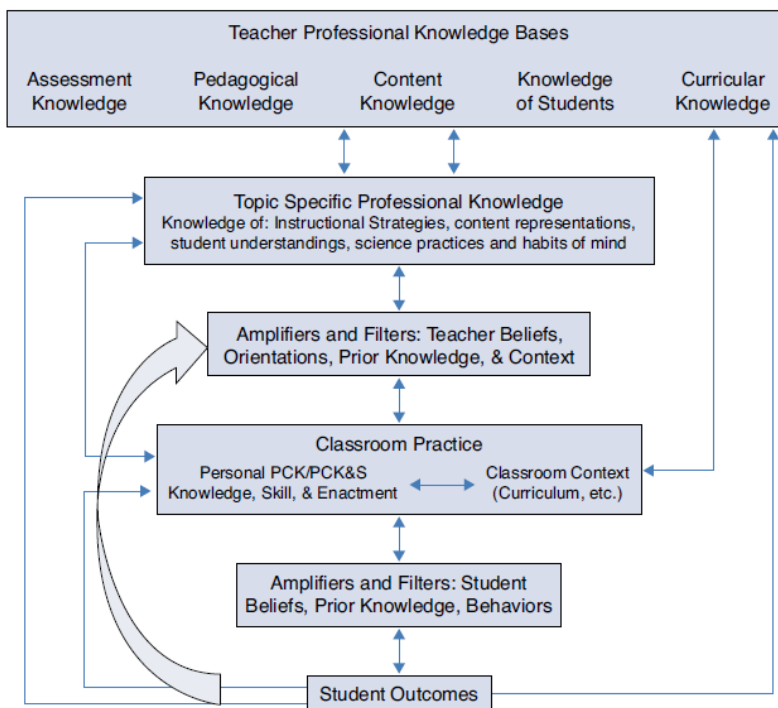 Teacher Professional Knowledge Bases
Assessment Knowledge
Pedagogical Knowledge
Content Knowledge
Knowledge of Students
Curricular Knowledge
Topic Specific Professional Knowledge
Knowledge of: Instructional Strategies, content representations,
student understandings, science practices and habits of mind
Amplifiers and Filters: Teacher Beliefs,
Orientations, Prior Knowledge, & Context
Classroom Practice
Personal PCK/PCK&S
Knowledge, Skill, & Enactment
Classroom Context
(Curriculum, etc.)
Amplifiers and Filters: Student
Beliefs, Prior Knowledge, Behaviors
Student Outcomes